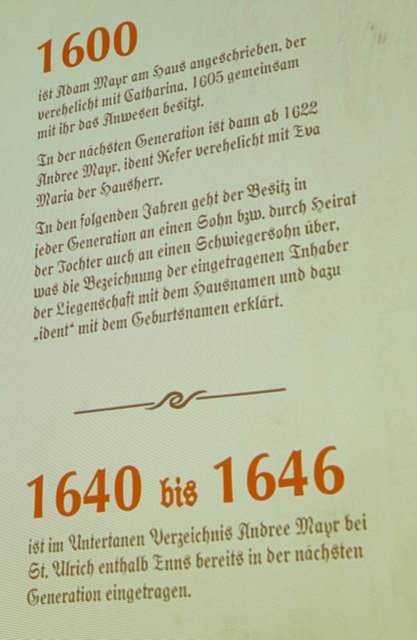 1600
ist Adam Mayr am Haus angeschrieben, der
verehelicht mit Catharina, 1605 gemeinsam
mit ihr das Anwesen besitzt.
In der nächsten Generation ist dann ab 1622
Andree Mayr, ident Refer verehelicht mit Eva
Maria der Hausherr.
In den folgenden Jahren geht der Besitz in
jeder Generation an einen Sohn bzw. durch Heirat
der Tochter auch an einen Schwiegersohn über,
was die Bezeichnung der eingetragenen Inhaber
der Liegenschaft mit dem Hausnamen und dazu
„ident“ mit dem Geburtsnamen erklärt.
1640 bis 1646
ist im Untertanen Verzeichnis Andree Mayr bei
St. Ulrich enthalb Enns bereits in der nächsten
Generation eingetragen.